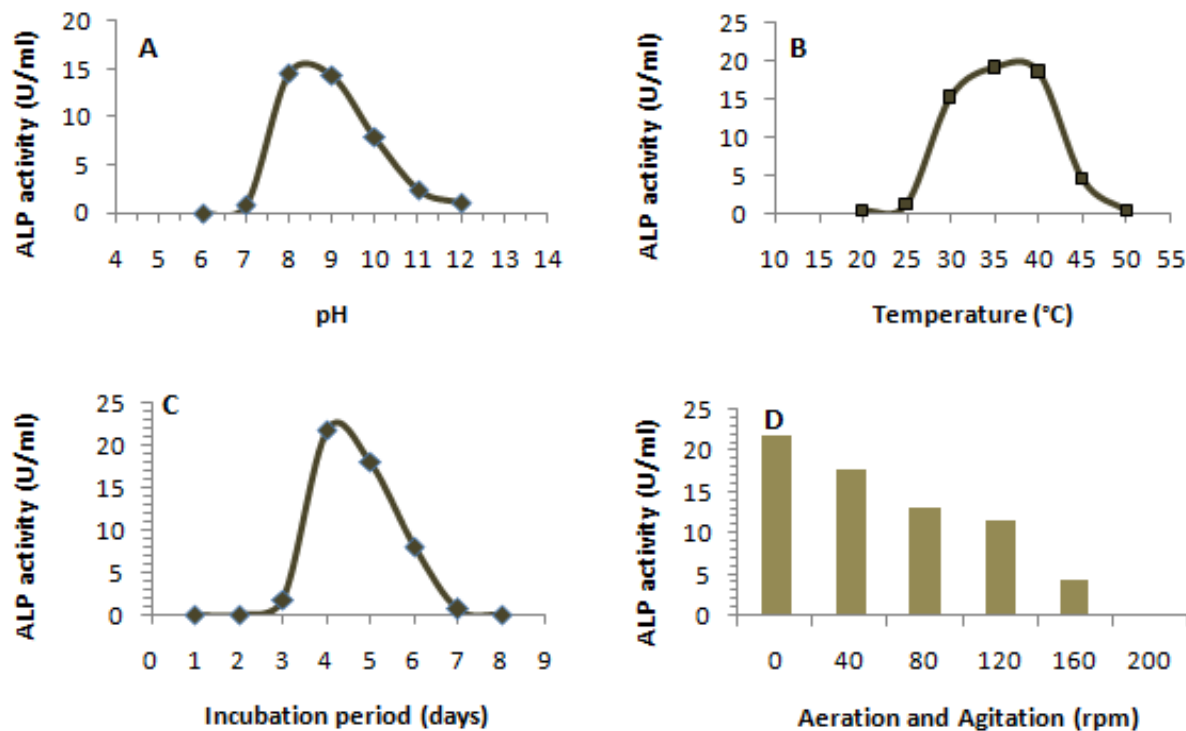 A
ALP activity (U/ml)
20
15
10
5
0
4 5 6 7 8 9 10 11 12 13 14
pH
B
ALP activity (U/ml)
25
20
15
10
5
0
10 15 20 25 30 35 40 45 50 55
Temperature (°C)
C
ALP activity (U/ml)
25
20
15
10
5
0
0 1 2 3 4 5 6 7 8 9
Incubation period (days)
D
ALP activity (U/ml)
25
20
15
10
5
0
0 40 80 120 160 200
Aeration and Agitation (rpm)